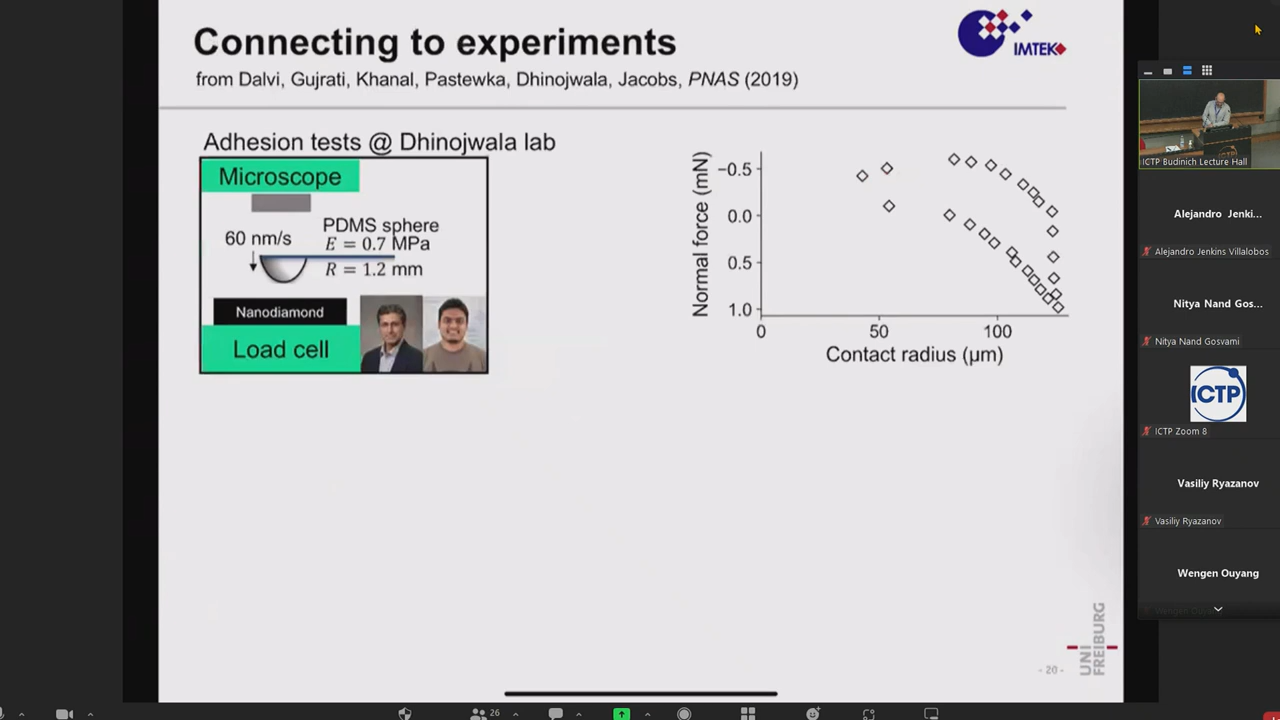 Connecting to experiments
from Dalvi, Gujrati, Khanal, Pastewka, Dhinojwala, Jacobs, PNAS (2019)
IMTEK
Adhesion tests @ Dhinojwala lab
Microscope
60 nm/s
PDMS sphere
E = 0.7 MPa
R = 1.2 mm
Nanodiamond
Load cell
Normal force (mN)
−0.5
0.0
0.5
1.0
0
50
100
Contact radius (µm)
- 20 -
UNI
FREIBURG
ICTP Budinich Lecture Hall
Alejandro Jenki...
Alejandro Jenkins Villalobos
Nitya Nand Gos...
Nitya Nand Gosvami
ICTP
ICTP Zoom 8
Vasiliy Ryazanov
Vasiliy Ryazanov
Wengen Ouyang
Wengen Ouyang
26